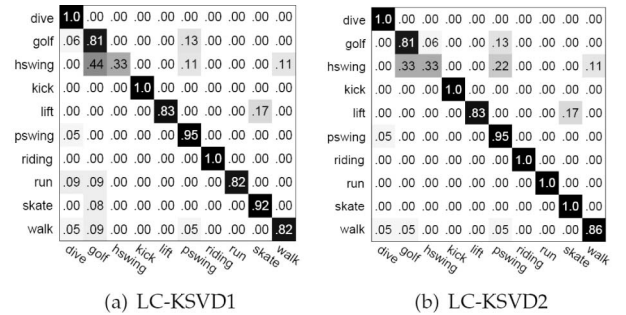 dive 1.0 .00 .00 .00 .00 .00 .00 .00 .00 .00
golf .06 .81 .00 .00 .00 .13 .00 .00 .00 .00
hswing .00 .44 .33 .00 .00 .11 .00 .00 .00 .11
kick .00 .00 .00 1.0 .00 .00 .00 .00 .00 .00
lift .00 .00 .00 .00 .83 .00 .00 .00 .17 .00
pswing .05 .00 .00 .00 .00 .95 .00 .00 .00 .00
riding .00 .00 .00 .00 .00 .00 1.0 .00 .00 .00
run .09 .09 .00 .00 .00 .00 .00 .82 .00 .00
skate .00 .08 .00 .00 .00 .00 .00 .00 .92 .00
walk .05 .09 .00 .00 .00 .05 .00 .00 .00 .82
dive golf hswing kick lift pswing riding run skate walk
(a) LC-KSVD1
dive 1.0 .00 .00 .00 .00 .00 .00 .00 .00 .00
golf .00 .81 .06 .00 .00 .13 .00 .00 .00 .00
hswing .00 .33 .33 .00 .00 .22 .00 .00 .00 .11
kick .00 .00 .00 1.0 .00 .00 .00 .00 .00 .00
lift .00 .00 .00 .00 .83 .00 .00 .00 .17 .00
pswing .05 .00 .00 .00 .00 .95 .00 .00 .00 .00
riding .00 .00 .00 .00 .00 .00 1.0 .00 .00 .00
run .00 .00 .00 .00 .00 .00 .00 1.0 .00 .00
skate .00 .00 .00 .00 .00 .00 .00 .00 1.0 .00
walk .05 .05 .00 .00 .00 .05 .00 .00 .00 .86
dive golf hswing kick lift pswing riding run skate walk
(b) LC-KSVD2